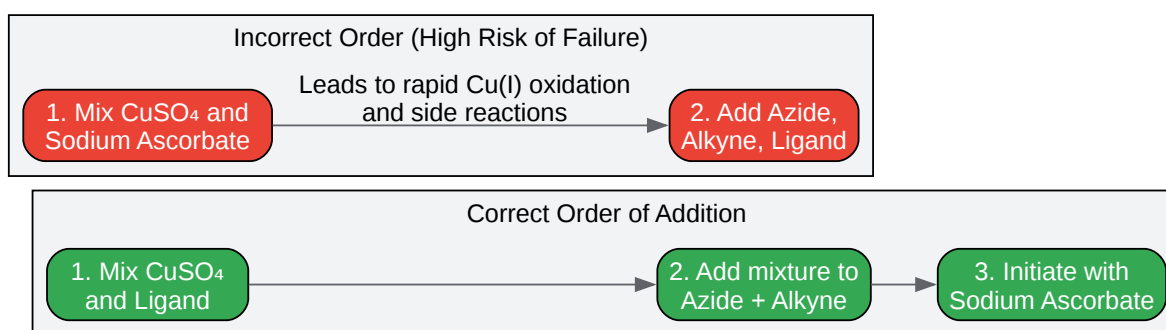 Incorrect Order (High Risk of Failure)
Leads to rapid Cu(I) oxidation
and side reactions
1. Mix CuSO₄ and
Sodium Ascorbate
2. Add Azide,
Alkyne, Ligand
Correct Order of Addition
1. Mix CuSO₄
and Ligand
2. Add mixture to
Azide + Alkyne
3. Initiate with
Sodium Ascorbate